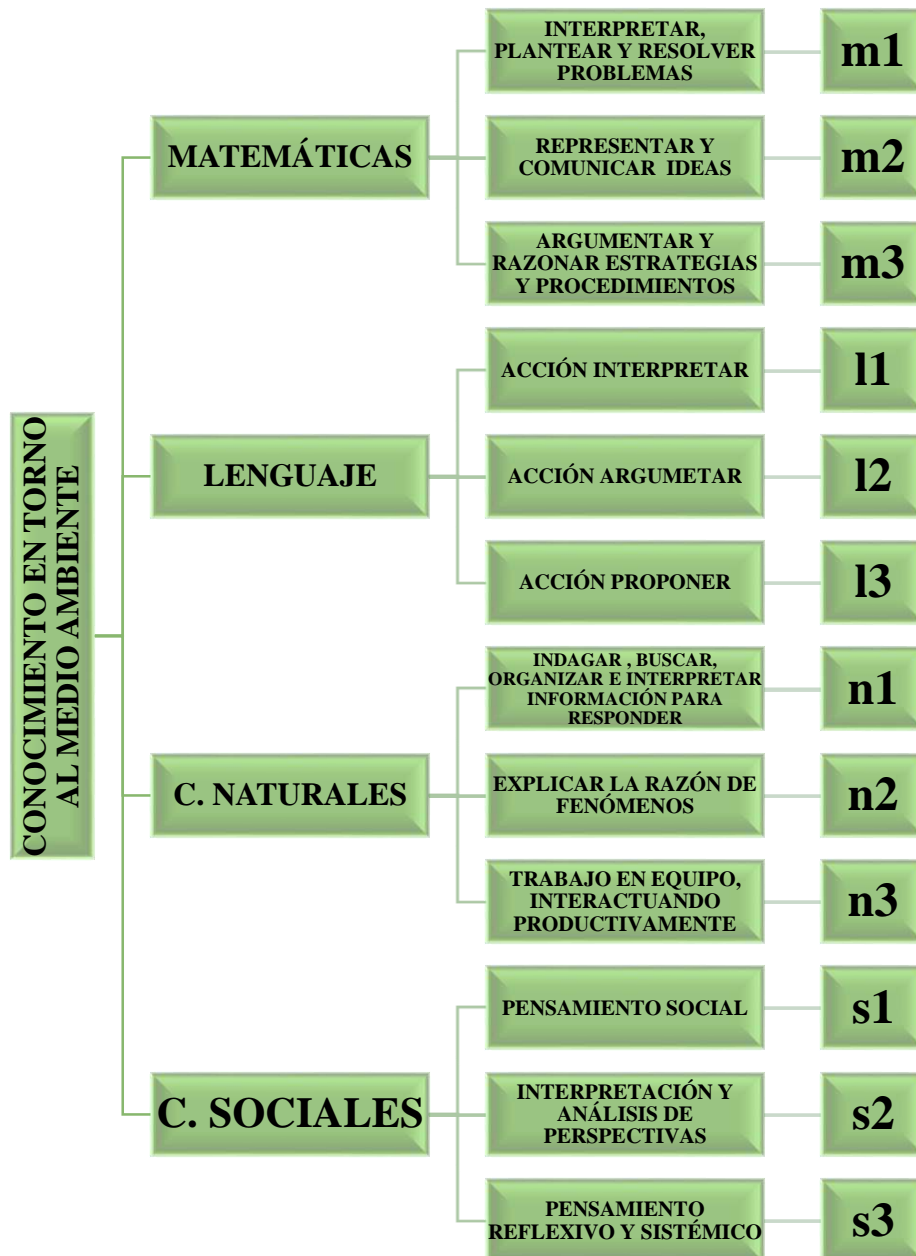 CONOCIMIENTO EN TORNO
AL MEDIO AMBIENTE
MATEMÁTICAS
INTERPRETAR,
PLANTEAR Y RESOLVER
PROBLEMAS
m1
REPRESENTAR Y
COMUNICAR IDEAS
m2
ARGUMENTAR Y
RAZONAR ESTRATEGIAS
Y PROCEDIMIENTOS
m3
LENGUAJE
ACCIÓN INTERPRETAR
l1
ACCIÓN ARGUMETAR
l2
ACCIÓN PROPONER
l3
C. NATURALES
INDAGAR , BUSCAR,
ORGANIZAR E INTERPRETAR
INFORMACIÓN PARA
RESPONDER
n1
EXPLICAR LA RAZÓN DE
FENÓMENOS
n2
TRABAJO EN EQUIPO,
INTERACTUANDO
PRODUCTIVAMENTE
n3
C. SOCIALES
PENSAMIENTO SOCIAL
s1
INTERPRETACIÓN Y
ANÁLISIS DE
PERSPECTIVAS
s2
PENSAMIENTO
REFLEXIVO Y SISTÉMICO
s3